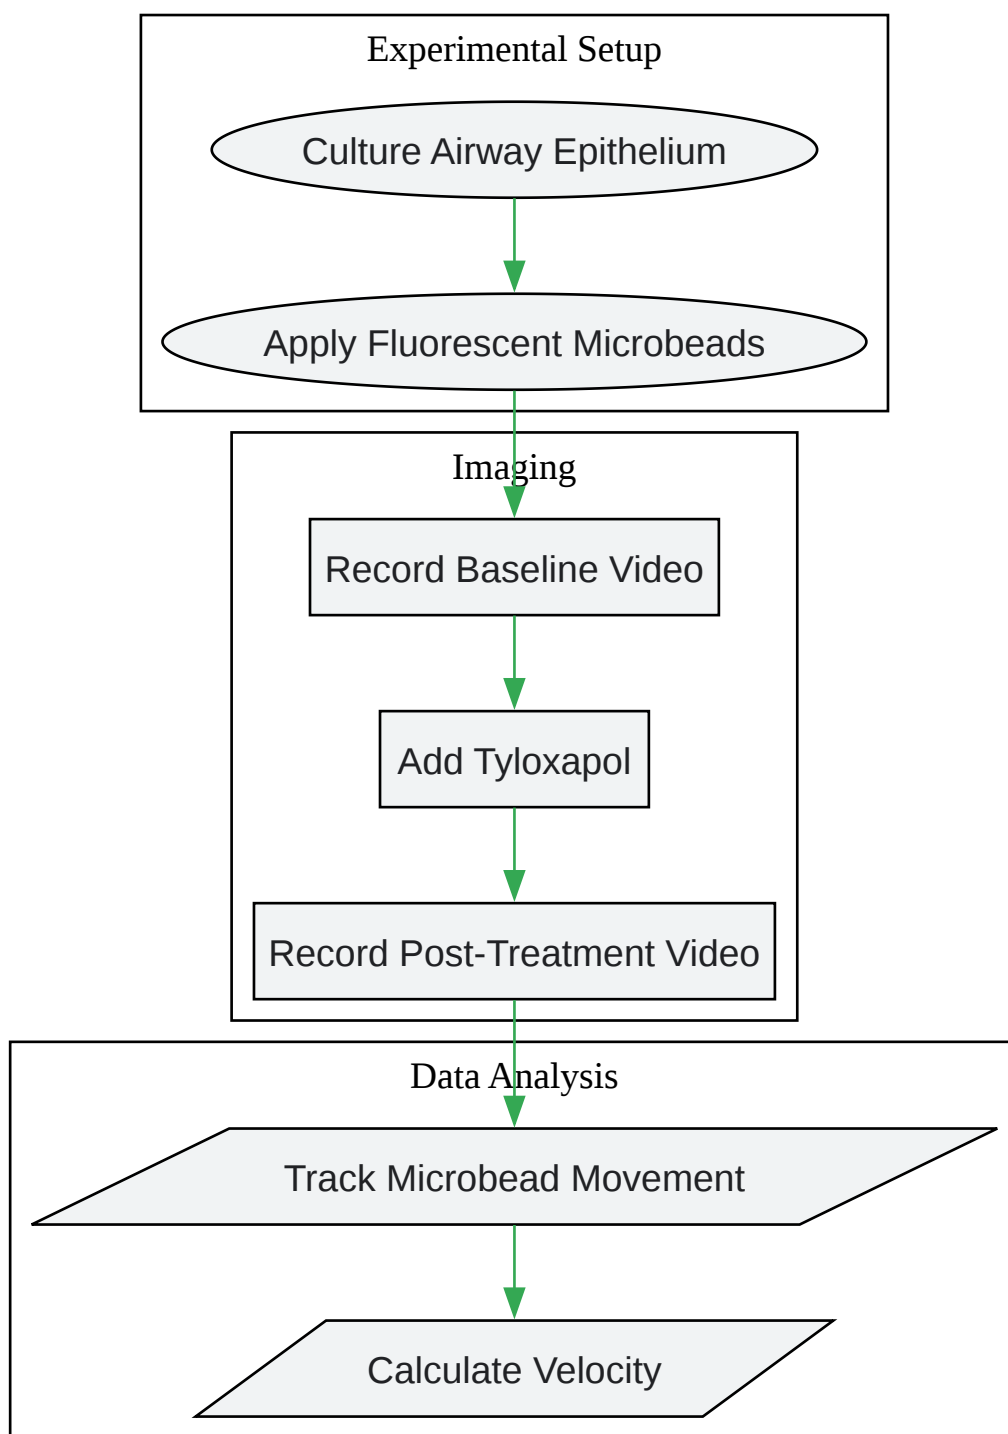 Experimental Setup
Culture Airway Epithelium
Apply Fluorescent Microbeads
Imaging
Record Baseline Video
Add Tyloxapol
Record Post-Treatment Video
Data Analysis
Track Microbead Movement
Calculate Velocity